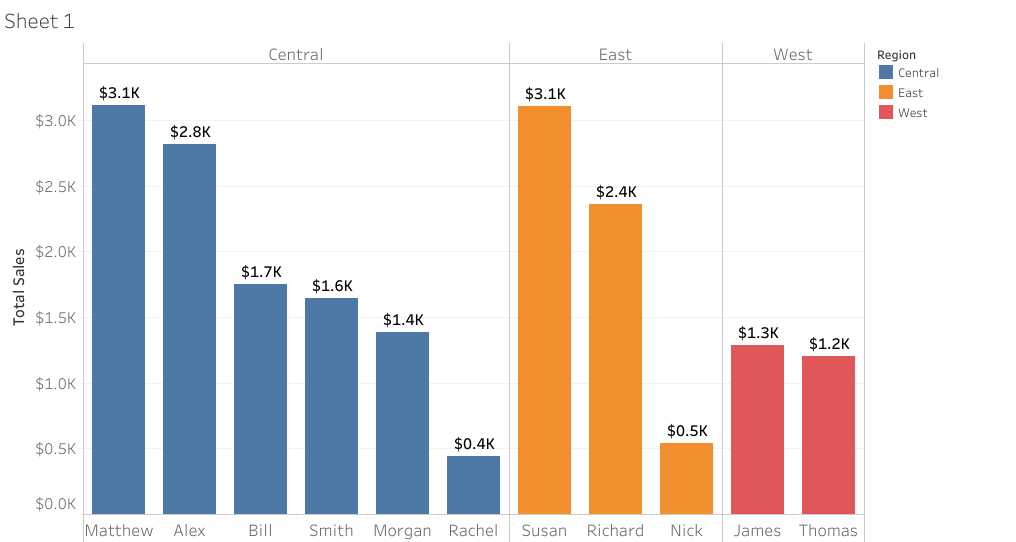 Sheet 1
Central East West
Region
Central
East
West
Total Sales
$3.0K
$2.5K
$2.0K
$1.5K
$1.0K
$0.5K
$0.0K
$3.1K
$2.8K
$1.7K
$1.6K
$1.4K
$0.4K
$3.1K
$2.4K
$0.5K
$1.3K
$1.2K
Matthew Alex Bill Smith Morgan Rachel Susan Richard Nick James Thomas